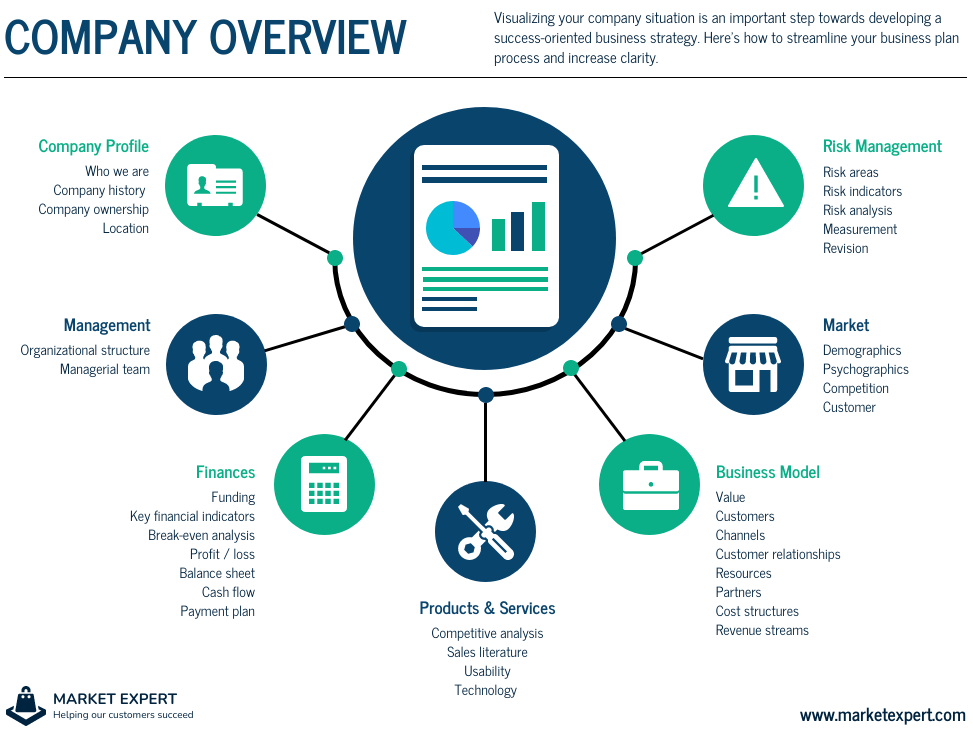 COMPANY OVERVIEW
Visualizing your company situation is an important step towards developing a
success-oriented business strategy. Here's how to streamline your business plan
process and increase clarity.
Company Profile
Who we are
Company history
Company ownership
Location
Risk Management
Risk areas
Risk indicators
Risk analysis
Measurement
Revision
Management
Organizational structure
Managerial team
Market
Demographics
Psychographics
Competition
Customer
Finances
Funding
Key financial indicators
Break-even analysis
Profit / loss
Balance sheet
Cash flow
Payment plan
Business Model
Value
Customers
Channels
Customer relationships
Resources
Partners
Cost structures
Revenue streams
Products & Services
Competitive analysis
Sales literature
Usability
Technology
MARKET EXPERT
Helping our customers succeed
www.marketexpert.com